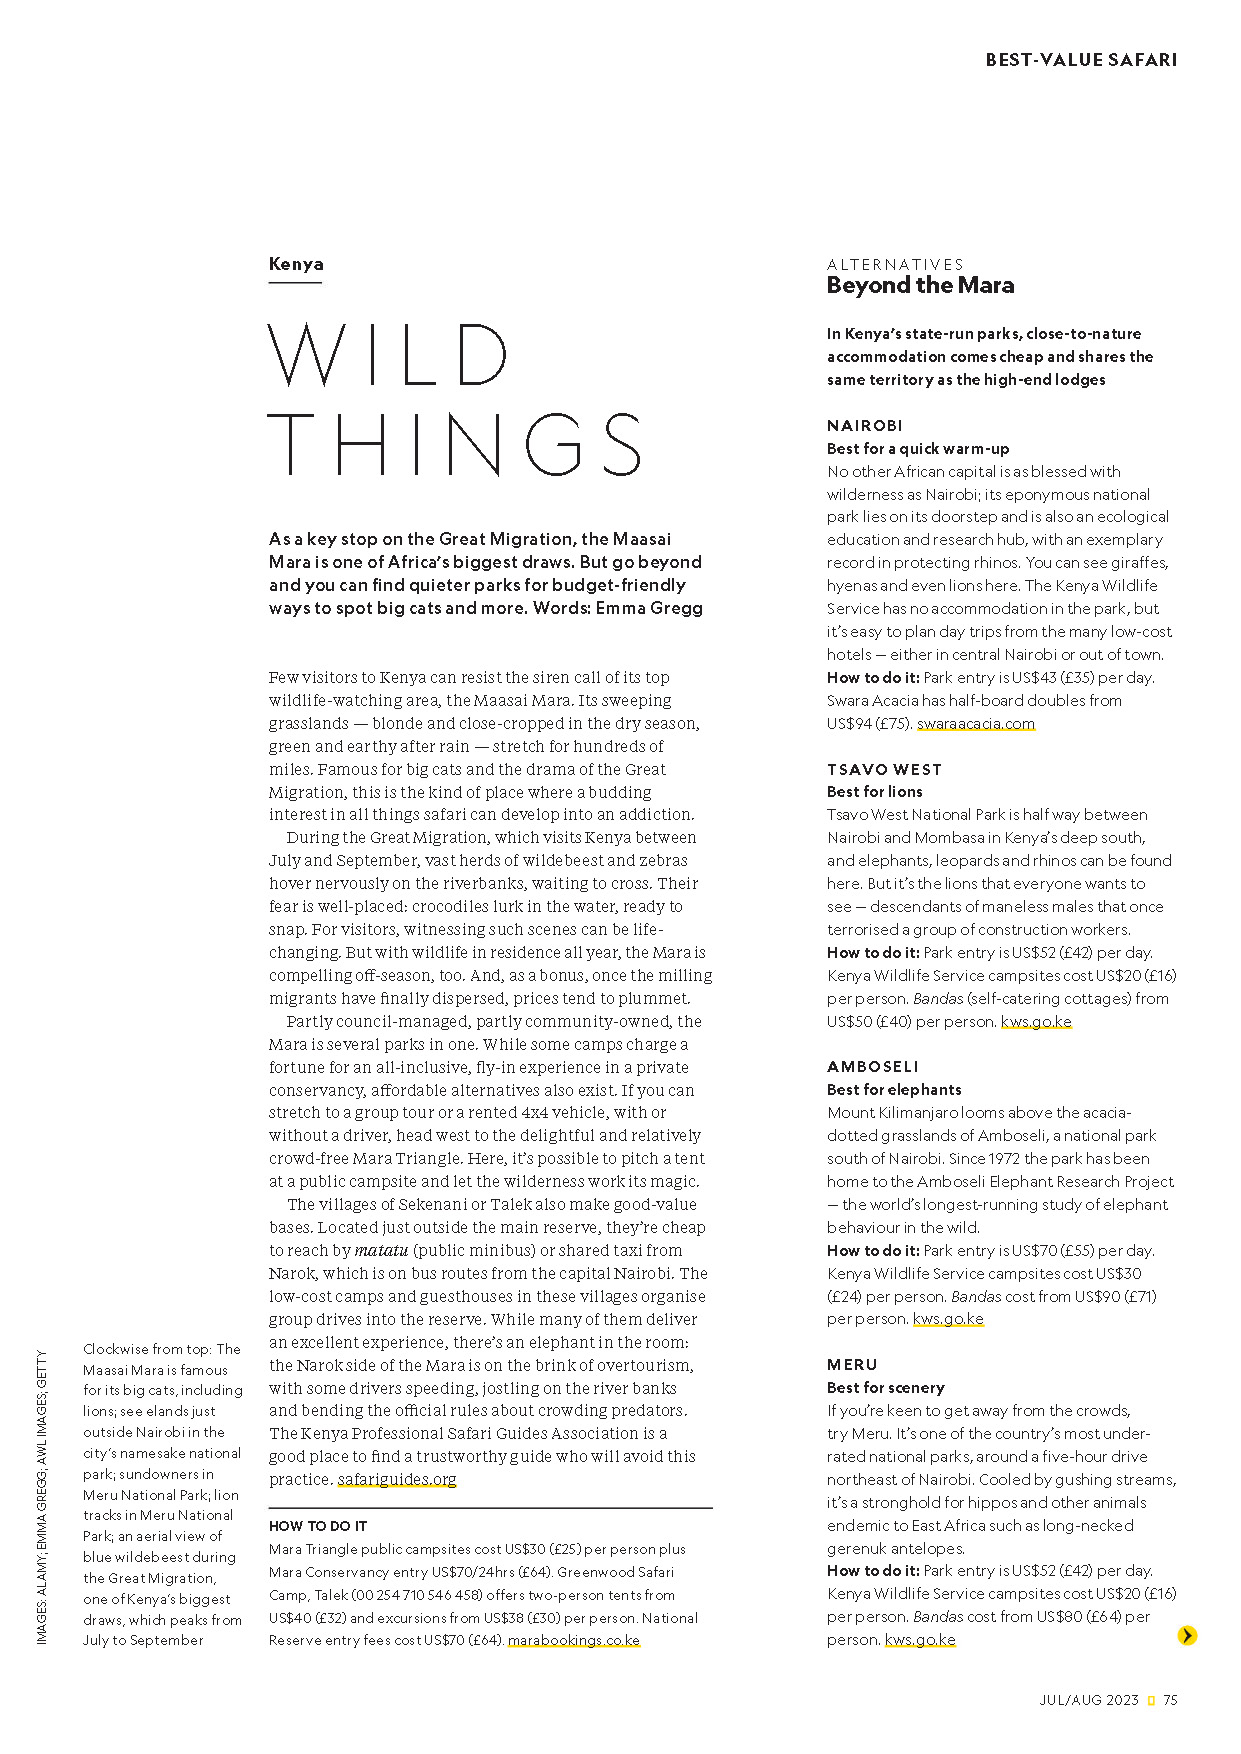 BEST-VALUE SAFARI
Kenya
WILD
THINGS
As a key stop on the Great Migration, the Maasai
Mara is one of Africa's biggest draws. But go beyond
and you can find quieter parks for budget-friendly
ways to spot big cats and more. Words: Emma Gregg
Few visitors to Kenya can resist the siren call of its top
wildlife-watching area, the Maasai Mara. Its sweeping
grasslands — blonde and close-cropped in the dry season,
green and earthy after rain — stretch for hundreds of
miles. Famous for big cats and the drama of the Great
Migration, this is the kind of place where a budding
interest in all things safari can develop into an addiction.
During the Great Migration, which visits Kenya between
July and September, vast herds of wildebeest and zebras
hover nervously on the riverbanks, waiting to cross. Their
fear is well-placed: crocodiles lurk in the water, ready to
snap. For visitors, witnessing such scenes can be life-
changing. But with wildlife in residence all year, the Mara is
compelling off-season, too. And, as a bonus, once the milling
migrants have finally dispersed, prices tend to plummet.
Partly council-managed, partly community-owned, the
Mara is several parks in one. While some camps charge a
fortune for an all-inclusive, fly-in experience in a private
conservancy, affordable alternatives also exist. If you can
stretch to a group tour or a rented 4x4 vehicle, with or
without a driver, head west to the delightful and relatively
crowd-free Mara Triangle. Here, it's possible to pitch a tent
at a public campsite and let the wilderness work its magic.
The villages of Sekenani or Talek also make good-value
bases. Located just outside the main reserve, they're cheap
to reach by matatu (public minibus) or shared taxi from
Narok, which is on bus routes from the capital Nairobi. The
low-cost camps and guesthouses in these villages organise
group drives into the reserve. While many of them deliver
an excellent experience, there's an elephant in the room:
the Narok side of the Mara is on the brink of overtourism,
with some drivers speeding, jostling on the river banks
and bending the official rules about crowding predators.
The Kenya Professional Safari Guides Association is a
good place to find a trustworthy guide who will avoid this
practice. safariguides.org
HOW TO DO IT
Mara Triangle public campsites cost US$30 (£25) per person plus
Mara Conservancy entry US$70/24hrs (£64). Greenwood Safari
Camp, Talek (00 254 710 546 458) offers two-person tents from
US$40 (£32) and excursions from US$38 (£30) per person. National
Reserve entry fees cost US$70 (£64). marabookings.co.ke
Clockwise from top: The
Maasai Mara is famous
for its big cats, including
lions; see elands just
outside Nairobi in the
city's namesake national
park; sundowners in
Meru National Park; lion
tracks in Meru National
Park; an aerial view of
blue wildebeest during
the Great Migration,
one of Kenya's biggest
draws, which peaks from
July to September
IMAGES: ALAMY; EMMA GREGG; AWL IMAGES; GETTY
ALTERNATIVES
Beyond the Mara
In Kenya's state-run parks, close-to-nature
accommodation comes cheap and shares the
same territory as the high-end lodges
NAIROBI
Best for a quick warm-up
No other African capital is as blessed with
wilderness as Nairobi; its eponymous national
park lies on its doorstep and is also an ecological
education and research hub, with an exemplary
record in protecting rhinos. You can see giraffes,
hyenas and even lions here. The Kenya Wildlife
Service has no accommodation in the park, but
it's easy to plan day trips from the many low-cost
hotels — either in central Nairobi or out of town.
How to do it: Park entry is US$43 (£35) per day.
Swara Acacia has half-board doubles from
US$94 (£75). swaraacacia.com
TSAVO WEST
Best for lions
Tsavo West National Park is half way between
Nairobi and Mombasa in Kenya's deep south,
and elephants, leopards and rhinos can be found
here. But it's the lions that everyone wants to
see — descendants of maneless males that once
terrorised a group of construction workers.
How to do it: Park entry is US$52 (£42) per day.
Kenya Wildlife Service campsites cost US$20 (£16)
per person. Bandas (self-catering cottages) from
US$50 (£40) per person. kws.go.ke
AMBOSELI
Best for elephants
Mount Kilimanjaro looms above the acacia-
dotted grasslands of Amboseli, a national park
south of Nairobi. Since 1972 the park has been
home to the Amboseli Elephant Research Project
— the world's longest-running study of elephant
behaviour in the wild.
How to do it: Park entry is US$70 (£55) per day.
Kenya Wildlife Service campsites cost US$30
(£24) per person. Bandas cost from US$90 (£71)
per person. kws.go.ke
MERU
Best for scenery
If you're keen to get away from the crowds,
try Meru. It's one of the country's most under-
rated national parks, around a five-hour drive
northeast of Nairobi. Cooled by gushing streams,
it's a stronghold for hippos and other animals
endemic to East Africa such as long-necked
gerenuk antelopes.
How to do it: Park entry is US$52 (£42) per day.
Kenya Wildlife Service campsites cost US$20 (£16)
per person. Bandas cost from US$80 (£64) per
person. kws.go.ke
JUL/AUG 2023 75